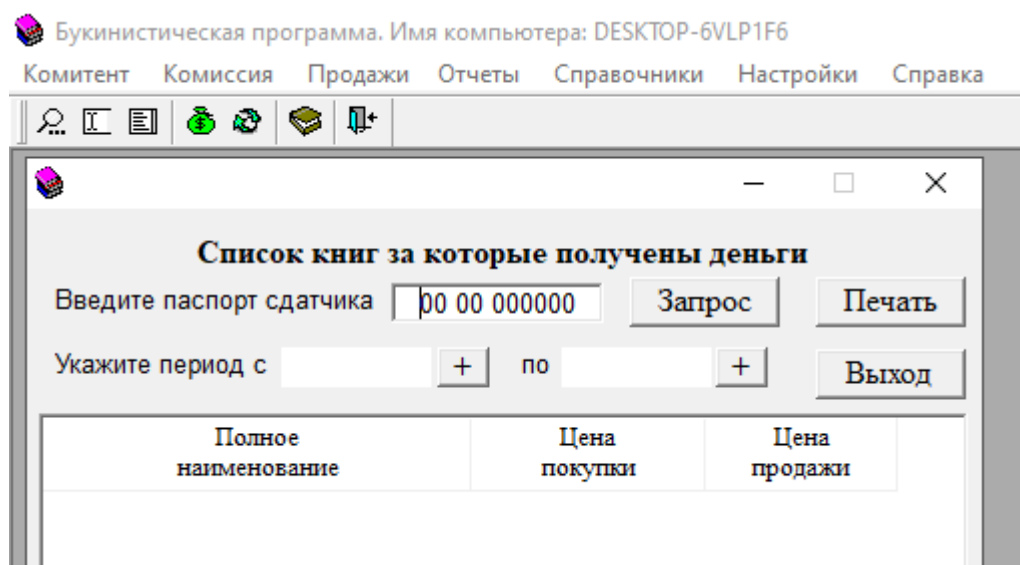 Букинистическая программа. Имя компьютера: DESKTOP-6VLP1F6
Комитент Комиссия Продажи Отчеты Справочники Настройки Справка
Список книг за которые получены деньги
Введите паспорт сдатчика 00 00 000000 Запрос Печать
Укажите период с + по + Выход
Полное наименование Цена покупки Цена продажи